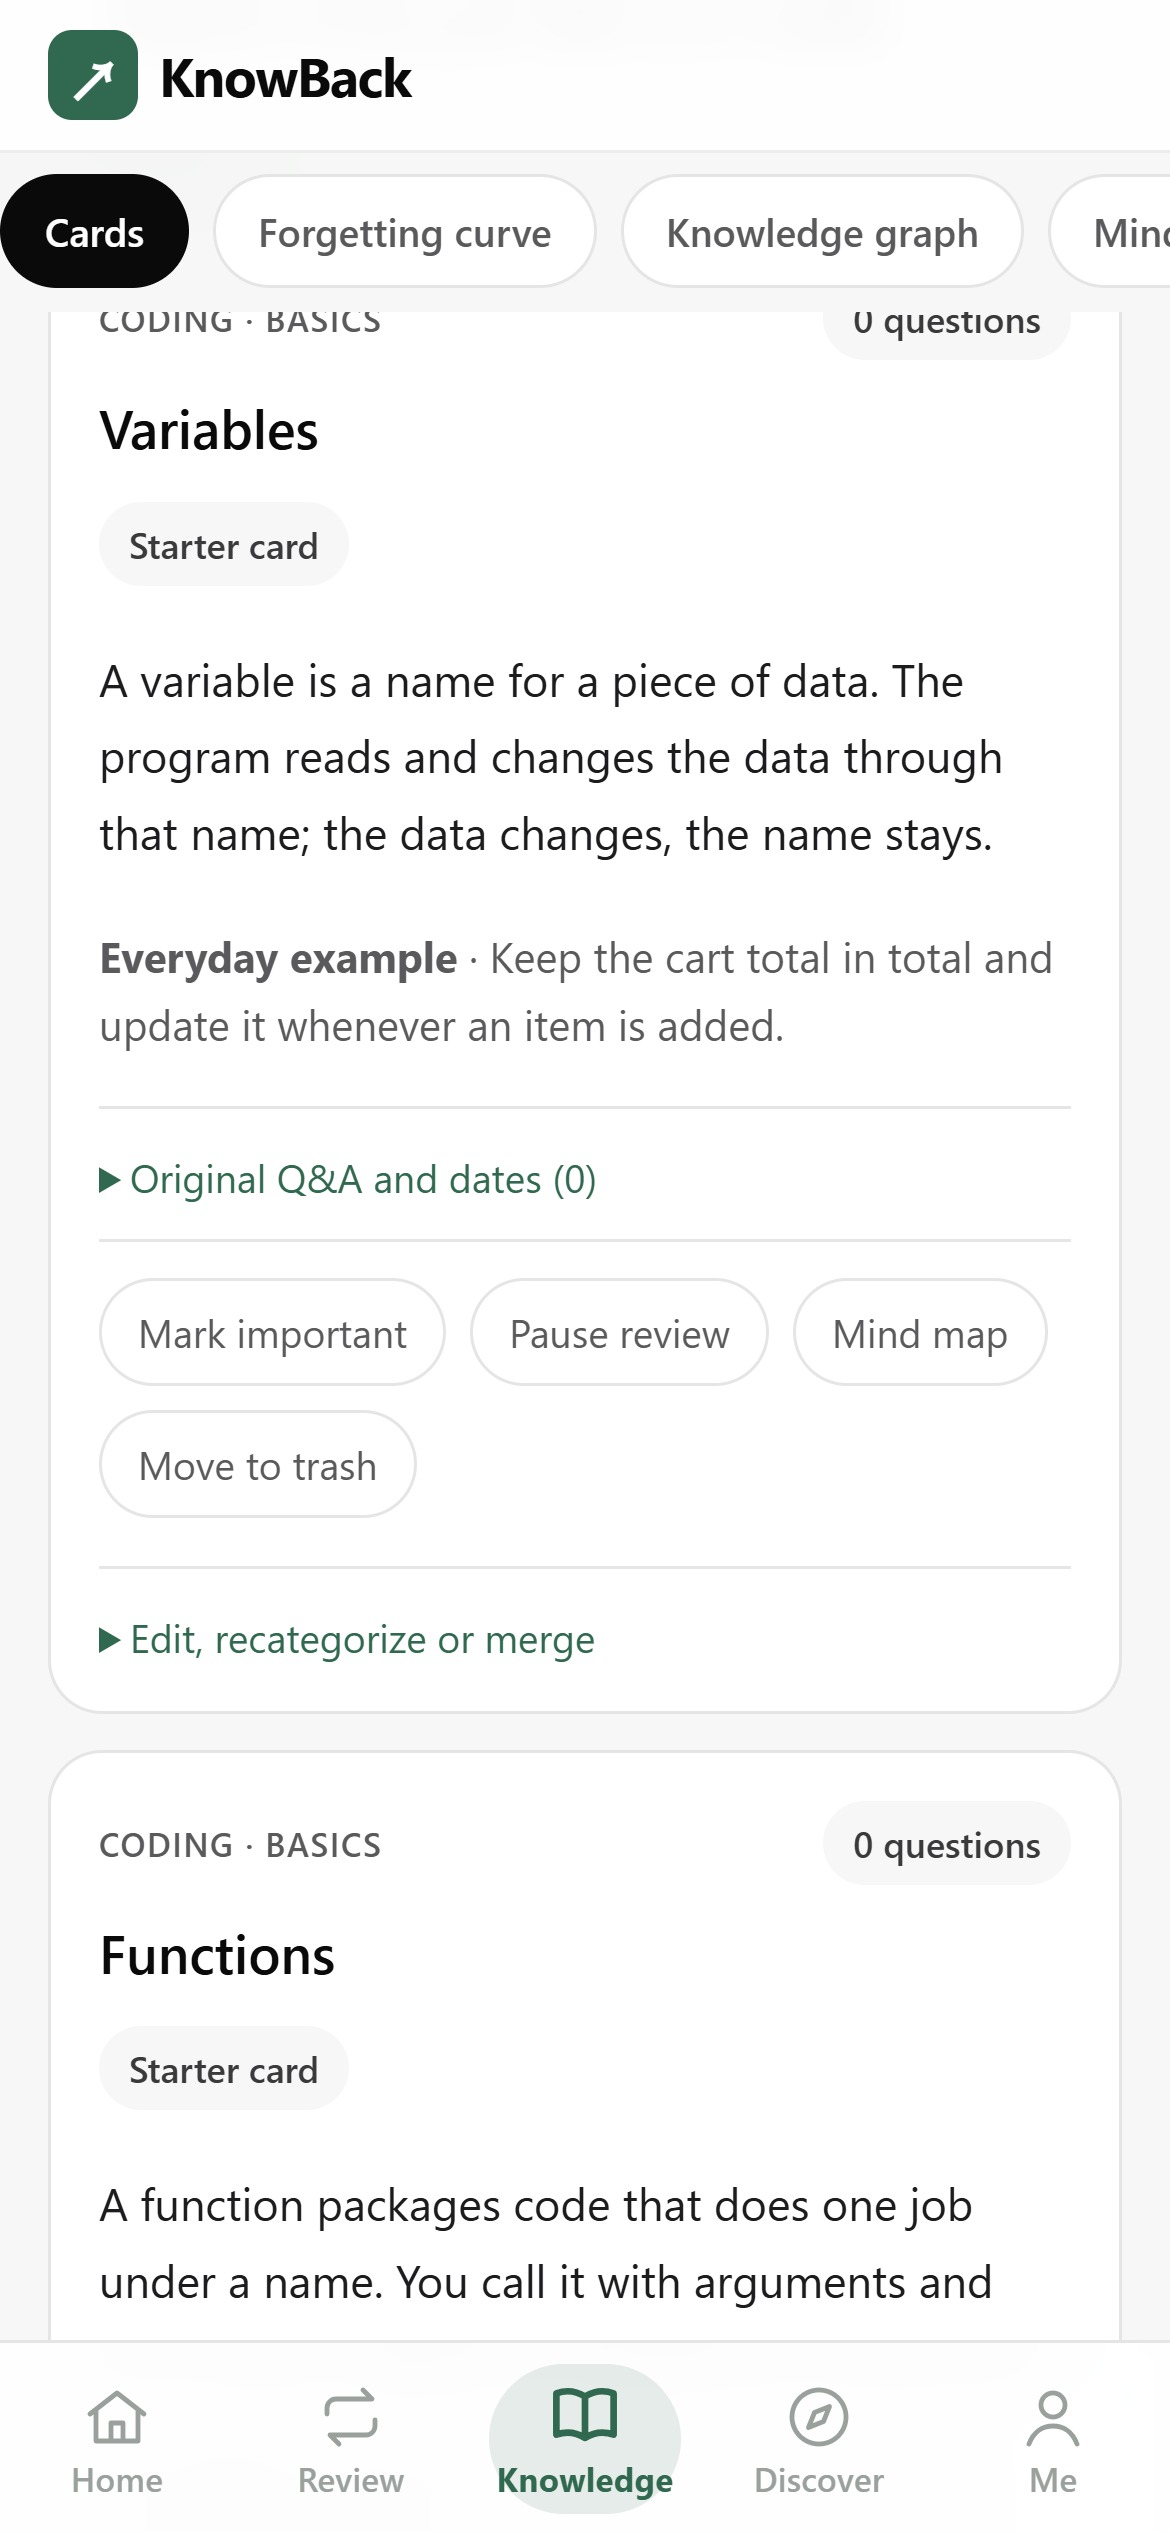 KnowBack
Cards
Forgetting curve
Knowledge graph
CODING · BASICS
0 questions
Variables
Starter card
A variable is a name for a piece of data. The
program reads and changes the data through
that name; the data changes, the name stays.
Everyday example · Keep the cart total in total and
update it whenever an item is added.
Original Q&A and dates (0)
Mark important
Pause review
Mind map
Move to trash
Edit, recategorize or merge
CODING · BASICS
0 questions
Functions
Starter card
A function packages code that does one job
under a name. You call it with arguments and
Home
Review
Knowledge
Discover
Me